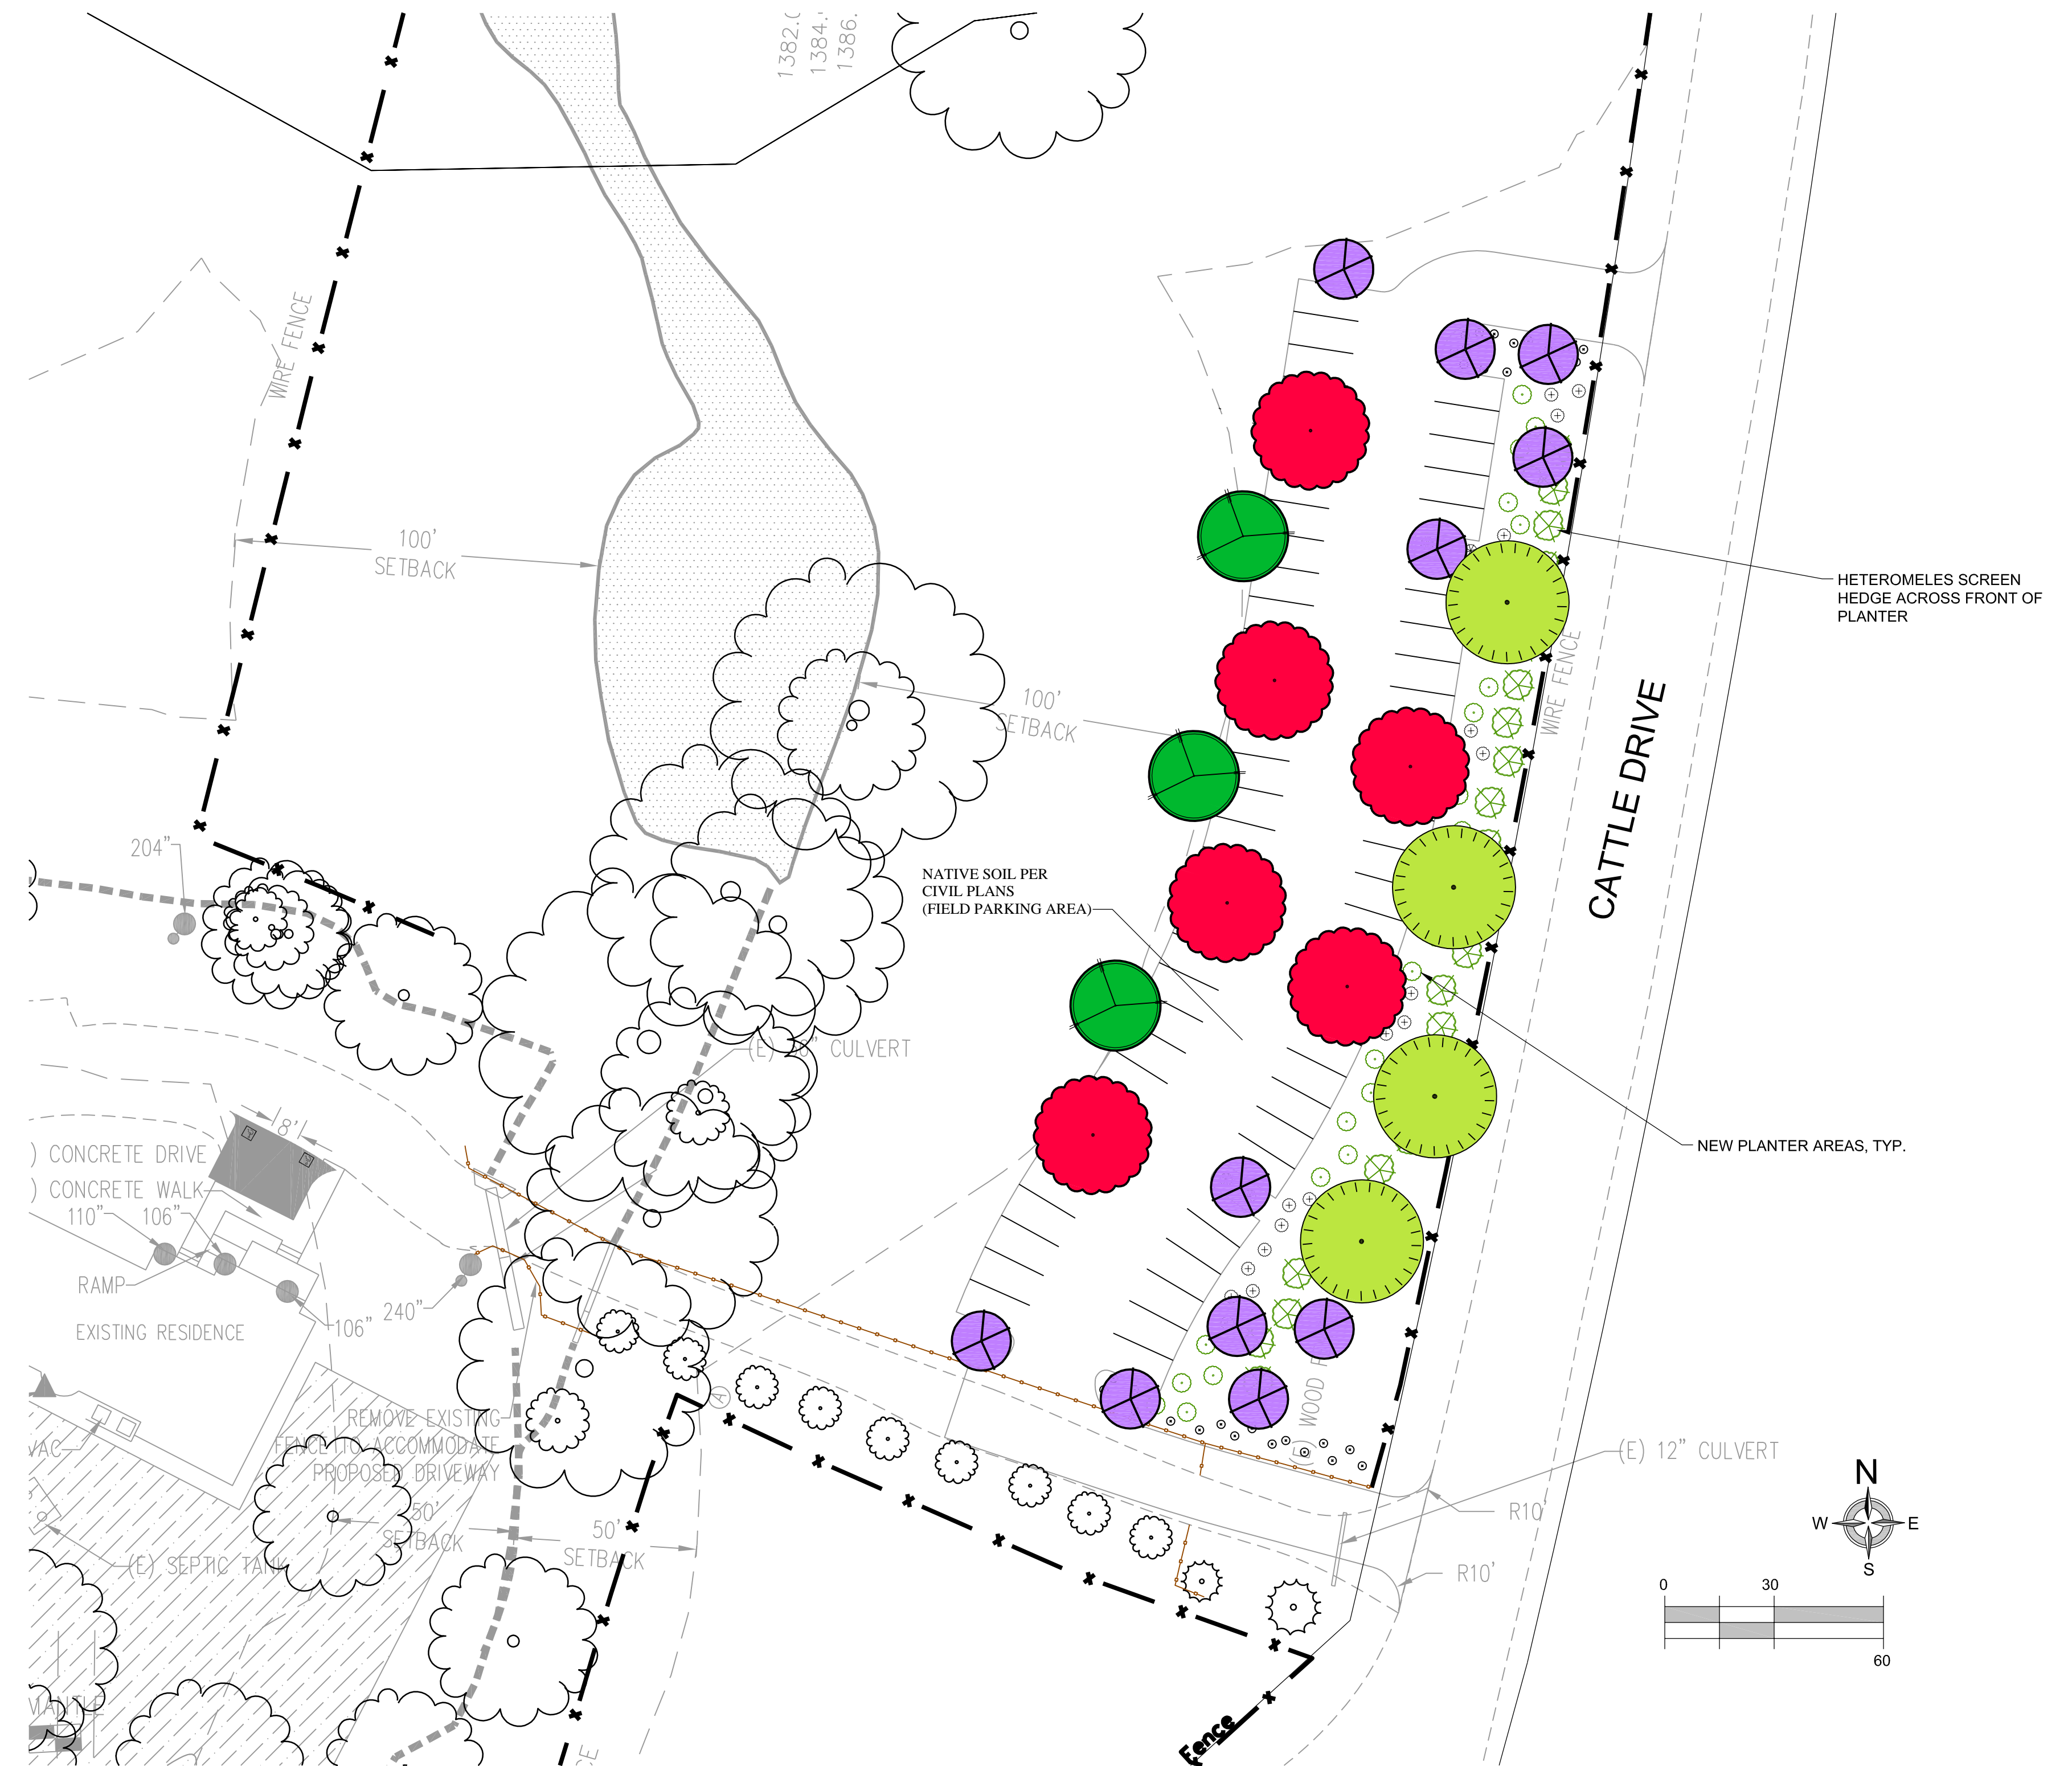 1382.
1384.
1386.
WIRE FENCE
100'
SETBACK
HETEROMELES SCREEN
HEDGE ACROSS FRONT OF
PLANTER
WIRE FENCE
100'
SETBACK
CATTLE DRIVE
204"
NATIVE SOIL PER
CIVIL PLANS
(FIELD PARKING AREA)
(E) CULVERT
8'
) CONCRETE DRIVE
) CONCRETE WALK
110"
106"
NEW PLANTER AREAS, TYP.
RAMP
240"
106"
EXISTING RESIDENCE
WOOD
(E)
REMOVE EXISTING
FENCE TO ACCOMMODATE
PROPOSED DRIVEWAY
VAC
(E) 12" CULVERT
50'
SETBACK
50'
SETBACK
(E) SEPTIC TANK
R10'
R10'
N
W
E
S
0
30
60
MANTLE
Fence
CE